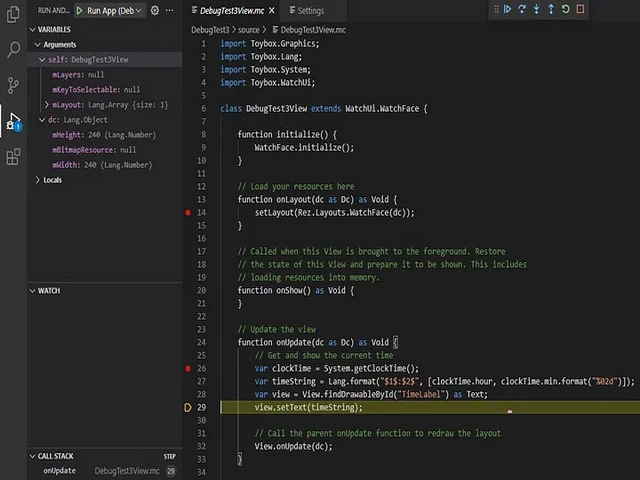 Run App (Deb
DebugTest3View.mc
Settings
DebugTest3 > source > DebugTest3View.mc
VARIABLES
Arguments
self: DebugTest3View
mLayers: null
mKeyToSelectable: null
mLayout: Lang.Array {size: 1}
dc: Lang.Object
mHeight: 240 (Lang.Number)
mBitmapResource: null
mWidth: 240 (Lang.Number)
Locals
WATCH
CALL STACK
STEP
onUpdate
DebugTest3View.mc
29
1
1 import Toybox.Graphics;
2 import Toybox.Lang;
3 import Toybox.System;
4 import Toybox.WatchUi;
5
6 class DebugTest3View extends WatchUi.WatchFace {
7
8 function initialize() {
9 WatchFace.initialize();
10 }
11
12 // Load your resources here
13 function onLayout(dc as Dc) as Void {
14 setLayout(Rez.Layouts.WatchFace(dc));
15 }
16
17 // Called when this View is brought to the foreground. Restore
18 // the state of this View and prepare it to be shown. This includes
19 // loading resources into memory.
20 function onShow() as Void {
21 }
22
23 // Update the view
24 function onUpdate(dc as Dc) as Void {
25 // Get and show the current time
26 var clockTime = System.getClockTime();
27 var timeString = Lang.format("$1$:$2$", [clockTime.hour, clockTime.min.format("%02d")]);
28 var view = View.findDrawableById("TimeLabel") as Text;
29 view.setText(timeString);
30
31 // Call the parent onUpdate function to redraw the layout
32 View.onUpdate(dc);
33 }
34